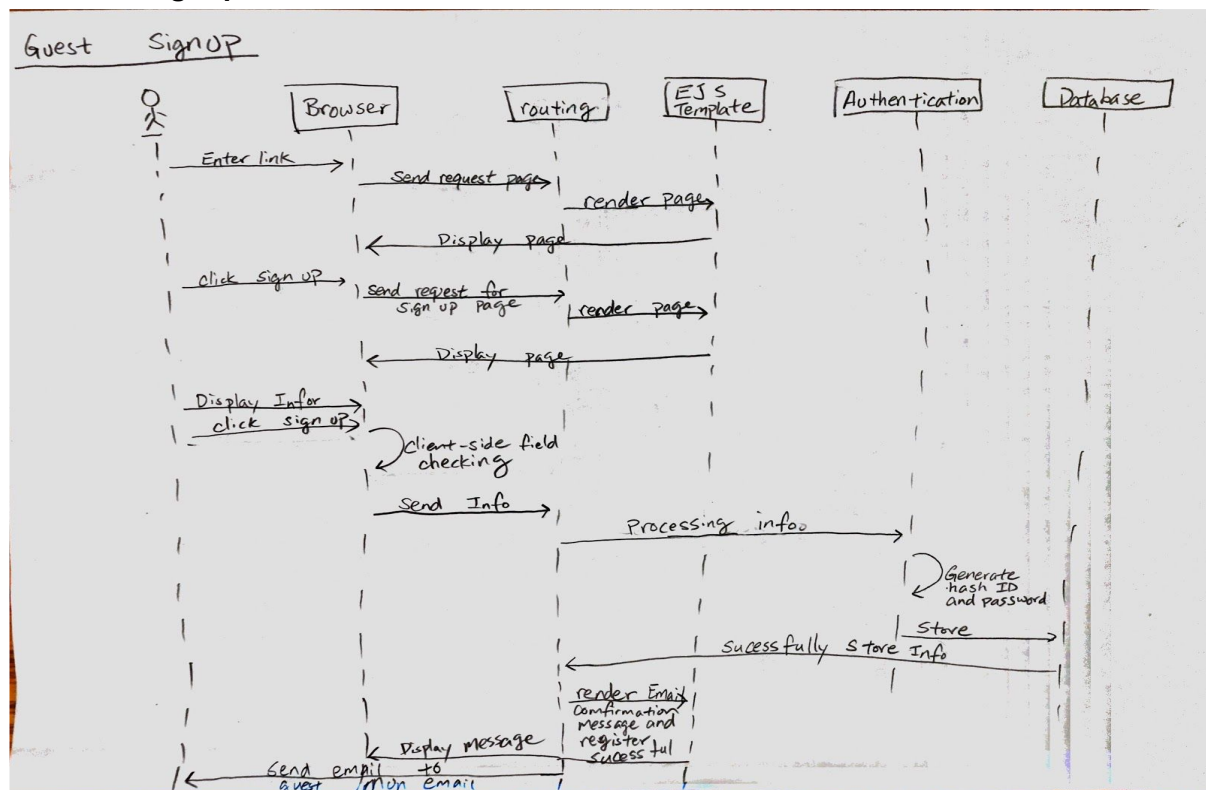 Guest SignUP
Browser
routing
EJS
Template
Authentication
Database
Enter link
Send request page
render page
Display page
click sign up
send request for
sign up page
render page
Display page
Display Infor
click sign up
Client-side field
checking
Send Info
Processing info
Generate
hash ID
and password
Store
Sucessfully Store Info
render Email
Comfirmation
Message and
register
sucessful
Display message
Send email to
guest email